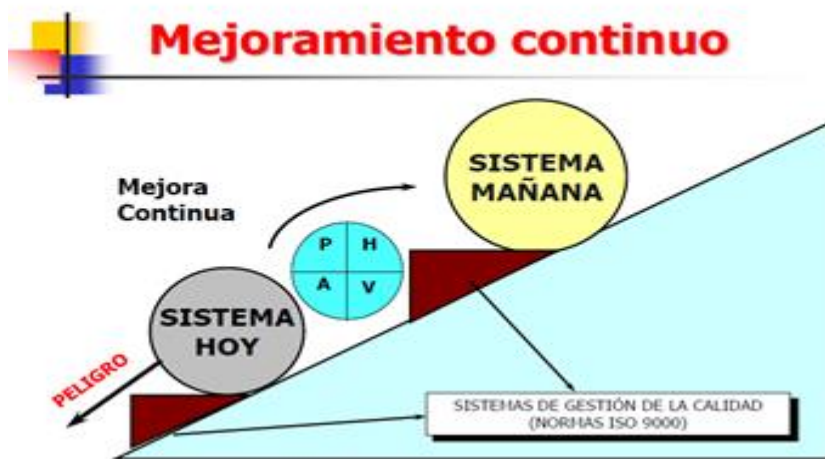 Mejoramiento continuo
Mejora
Continua
SISTEMA
MAÑANA
P H
A V
SISTEMA
HOY
PELIGRO
SISTEMAS DE GESTIÓN DE LA CALIDAD
(NORMAS ISO 9000)